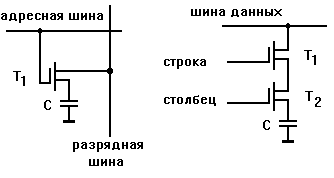 адресная шина
T1
C
разрядная
шина
шина данных
строка
T1
столбец
T2
C